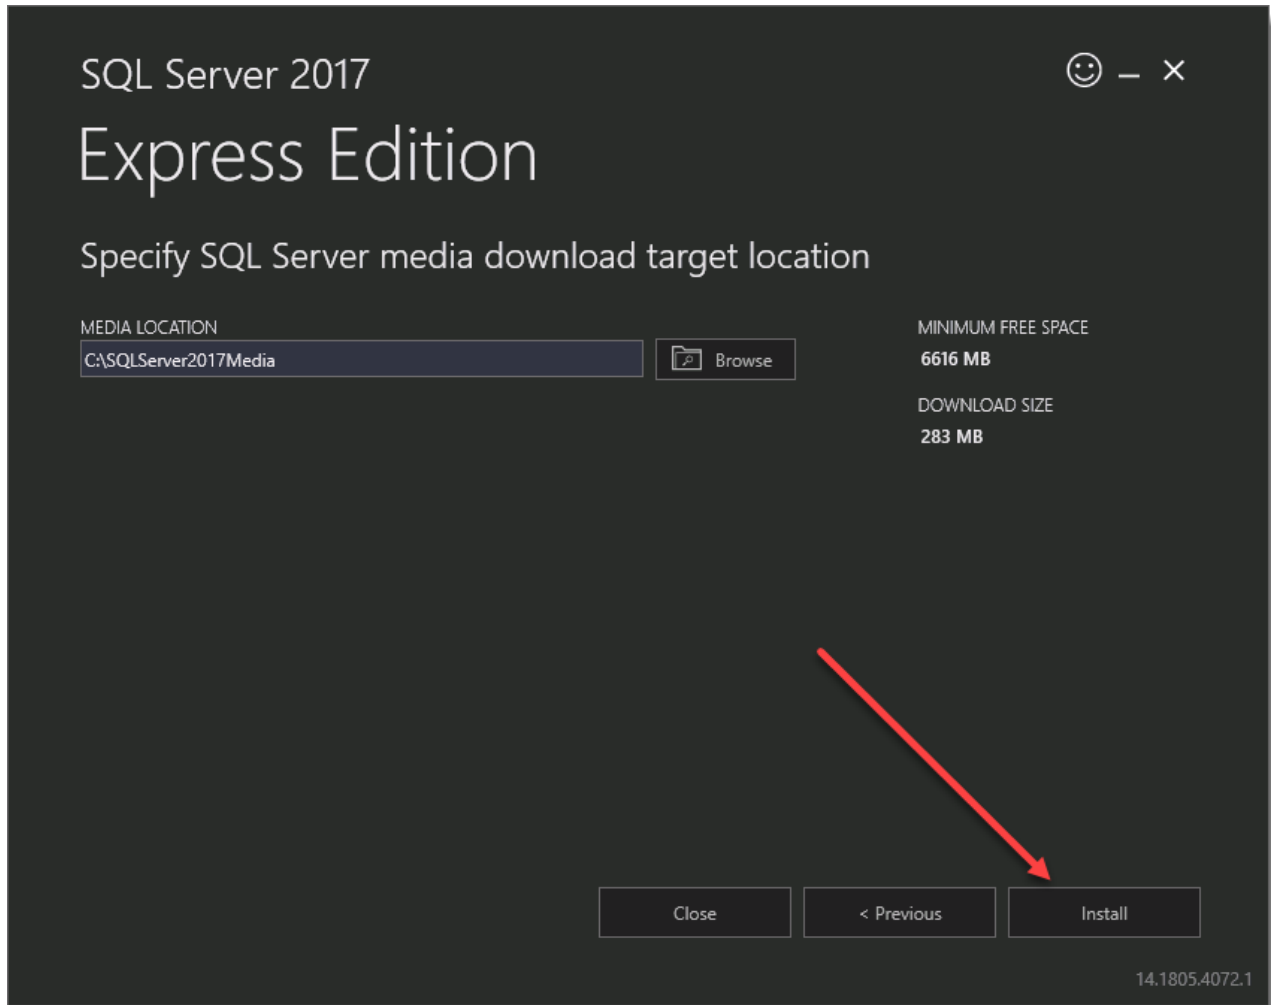 SQL Server 2017
Express Edition
Specify SQL Server media download target location
MEDIA LOCATION
C:\SQLServer2017Media
Browse
MINIMUM FREE SPACE
6616 MB
DOWNLOAD SIZE
283 MB
Close
< Previous
Install
14.1805.4072.1